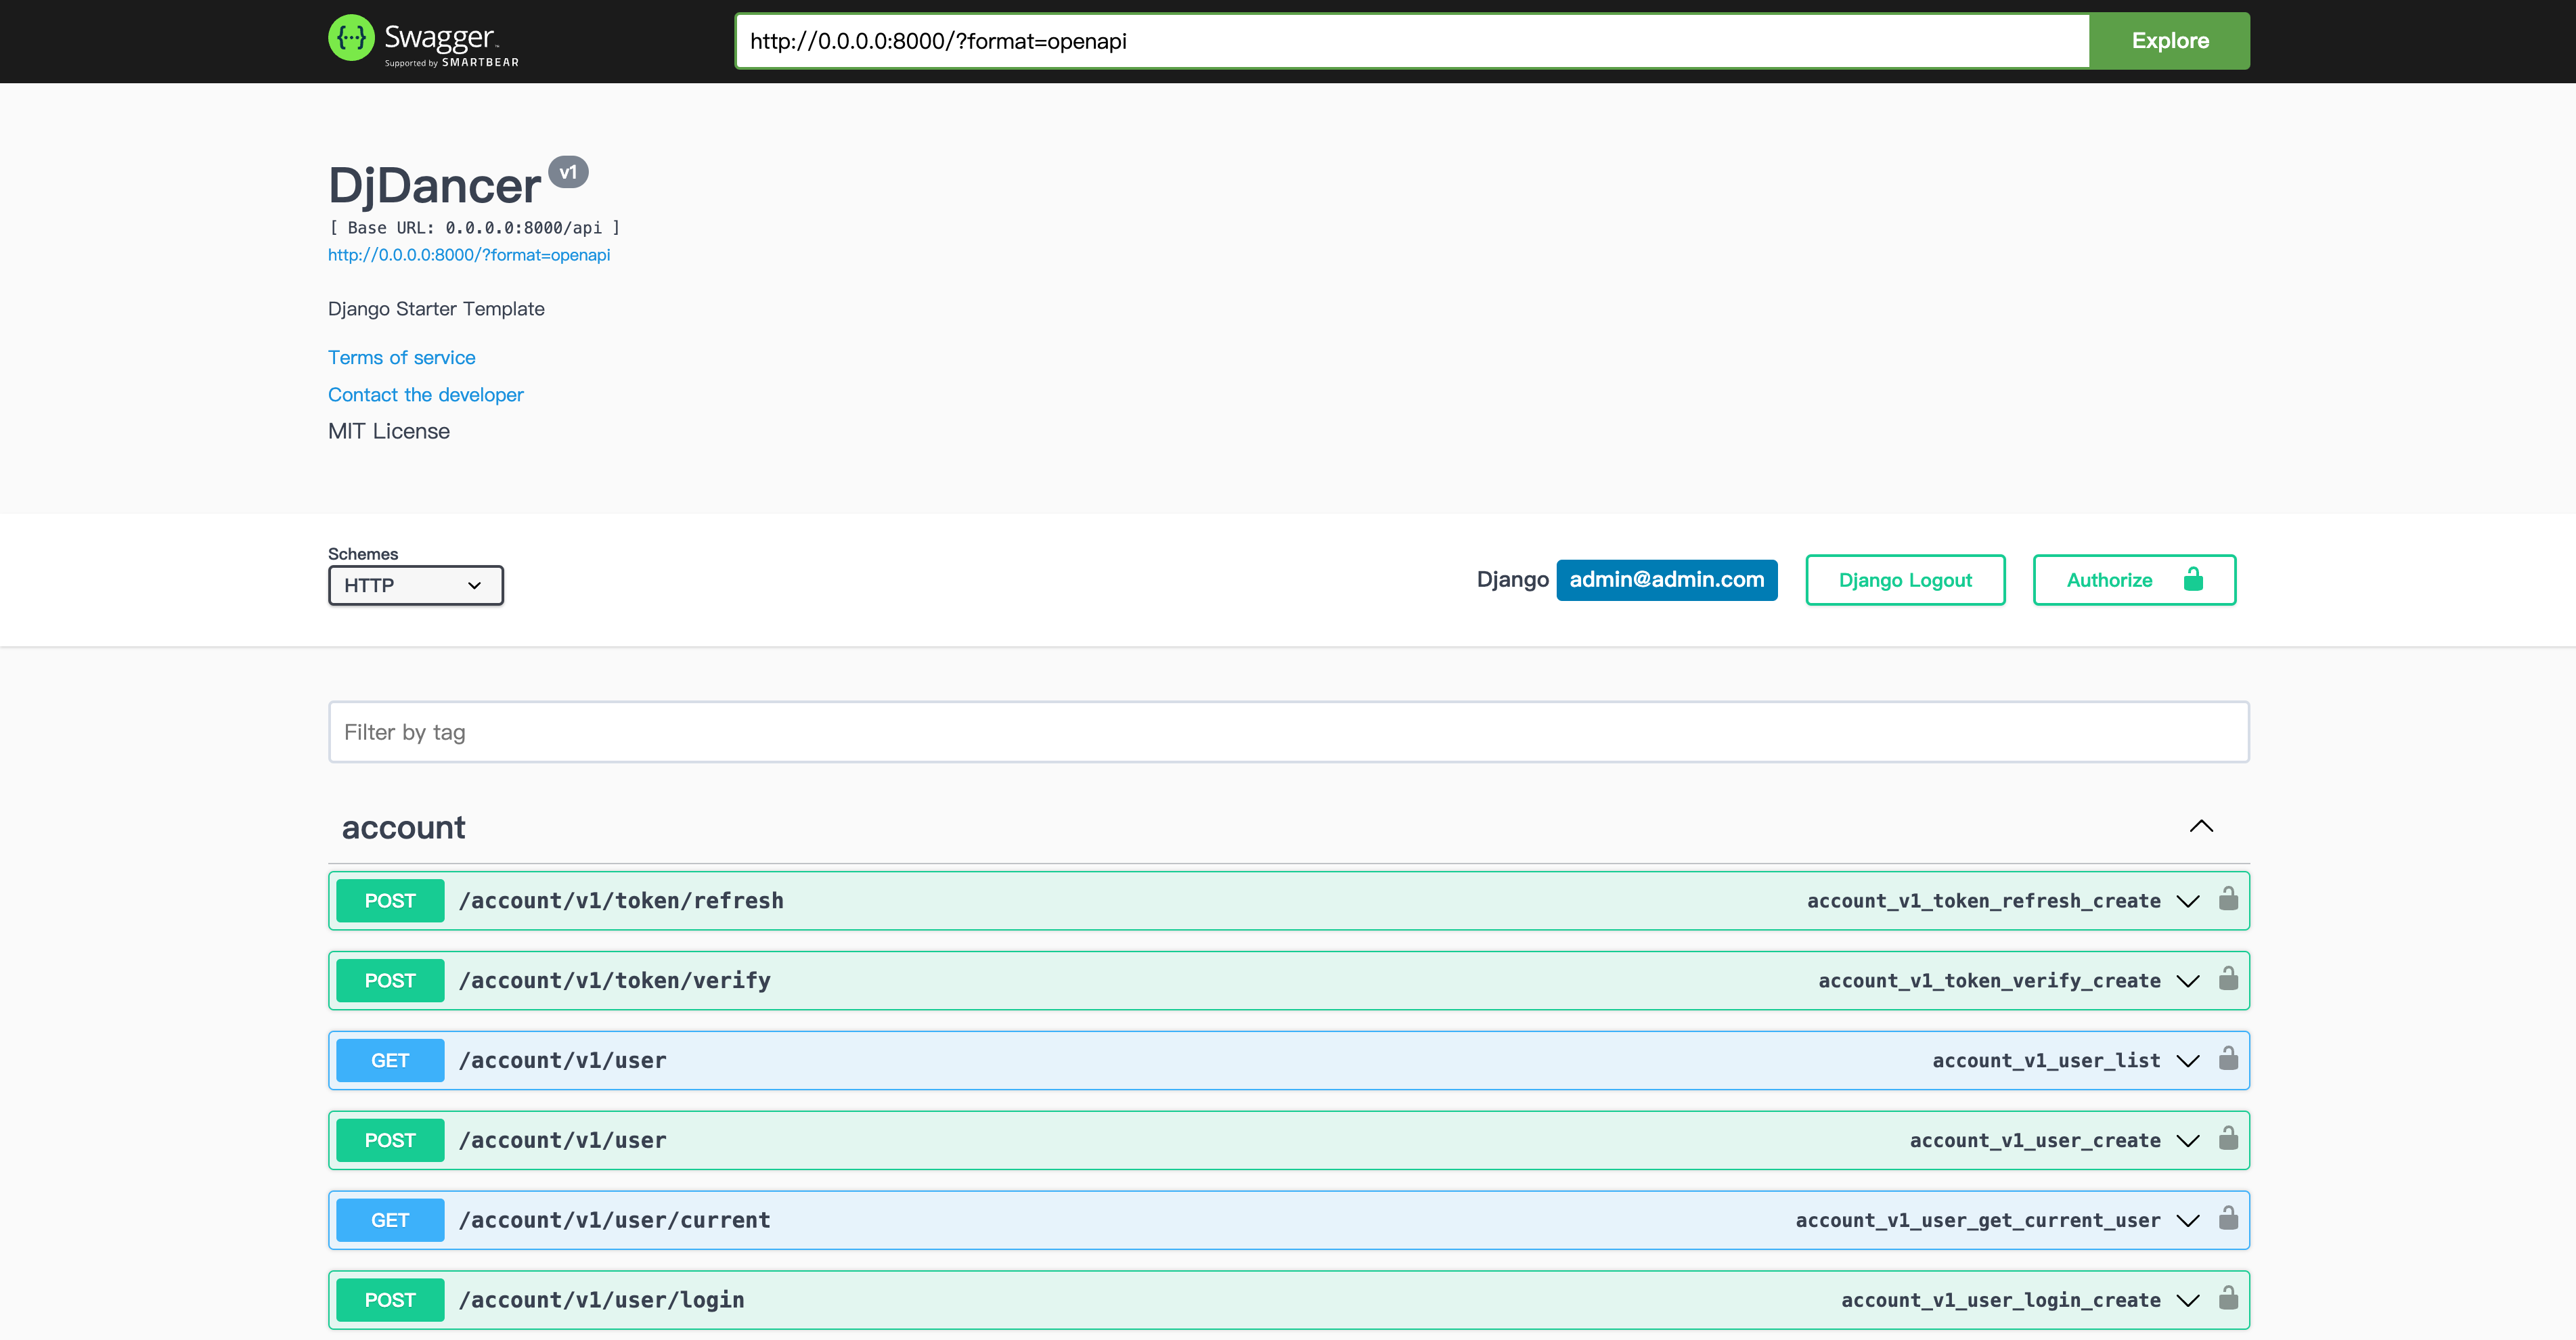 {···} Swagger™
Supported by SMARTBEAR
http://0.0.0.0:8000/?format=openapi
Explore
DjDancer v1
[ Base URL: 0.0.0.0:8000/api ]
http://0.0.0.0:8000/?format=openapi
Django Starter Template
Terms of service
Contact the developer
MIT License
Schemes
HTTP
Django admin@admin.com
Django Logout
Authorize
Filter by tag
account
POST /account/v1/token/refresh account_v1_token_refresh_create
POST /account/v1/token/verify account_v1_token_verify_create
GET /account/v1/user account_v1_user_list
POST /account/v1/user account_v1_user_create
GET /account/v1/user/current account_v1_user_get_current_user
POST /account/v1/user/login account_v1_user_login_create